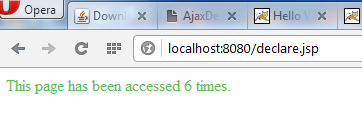 Opera
Downl
AjaxDe
Hello W
localhost:8080/declare.jsp
This page has been accessed 6 times.